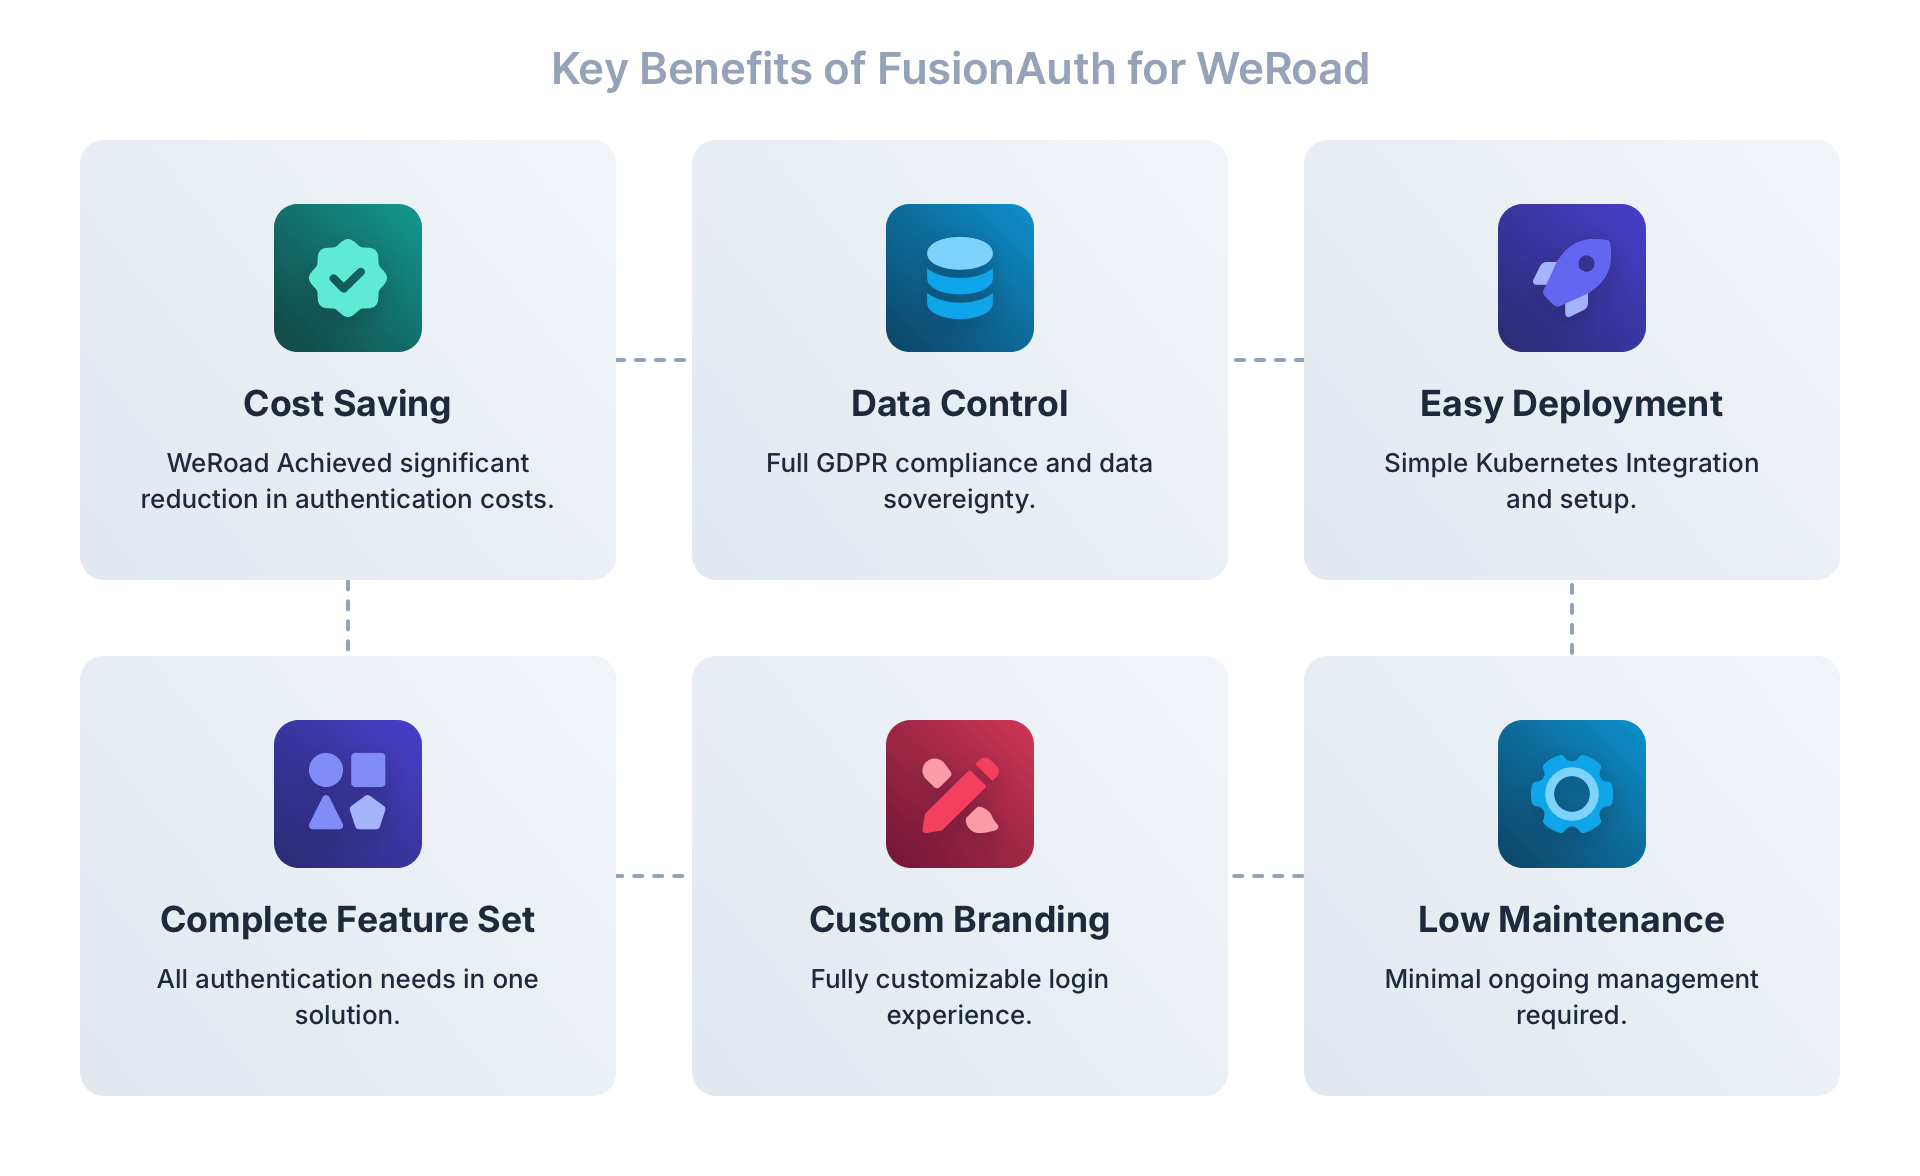 Key Benefits of FusionAuth for WeRoad
Cost Saving
WeRoad Achieved significant
reduction in authentication costs.
Data Control
Full GDPR compliance and data
sovereignty.
Easy Deployment
Simple Kubernetes Integration
and setup.
Complete Feature Set
All authentication needs in one
solution.
Custom Branding
Fully customizable login
experience.
Low Maintenance
Minimal ongoing management
required.